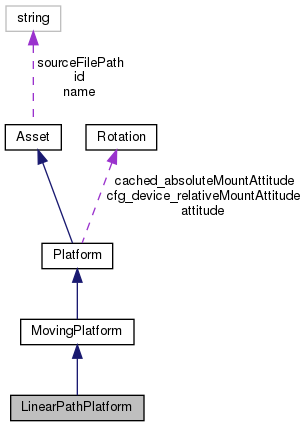 string
sourceFilePath
id
name
Asset
Rotation
cached_absoluteMountAttitude
cfg_device_relativeMountAttitude
attitude
Platform
MovingPlatform
LinearPathPlatform